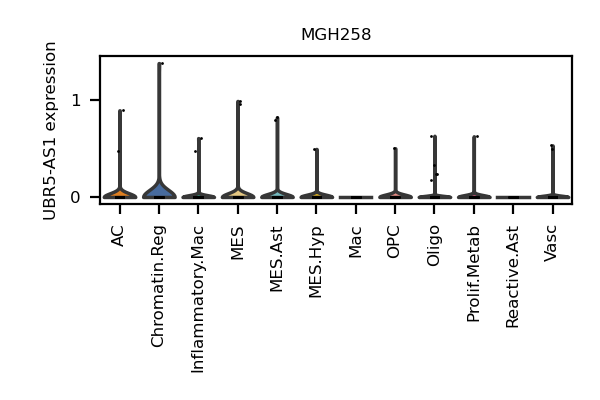 MGH258
UBR5-AS1 expression
1
0
AC
Chromatin.Reg
Inflammatory.Mac
MES
MES.Ast
MES.Hyp
Mac
OPC
Oligo
Prolif.Metab
Reactive.Ast
Vasc